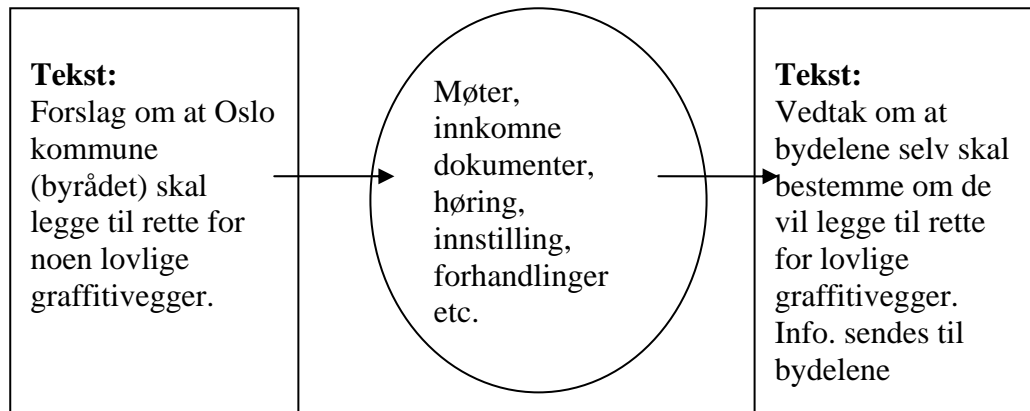 Tekst:
Forslag om at Oslo
kommune
(byrådet) skal
legge til rette for
noen lovlige
graffitivegger.
Møter,
innkomne
dokumenter,
høring,
innstilling,
forhandlinger
etc.
Tekst:
Vedtak om at
bydelene selv skal
bestemme om de
vil legge til rette
for lovlige
graffitivegger.
Info. sendes til
bydelene